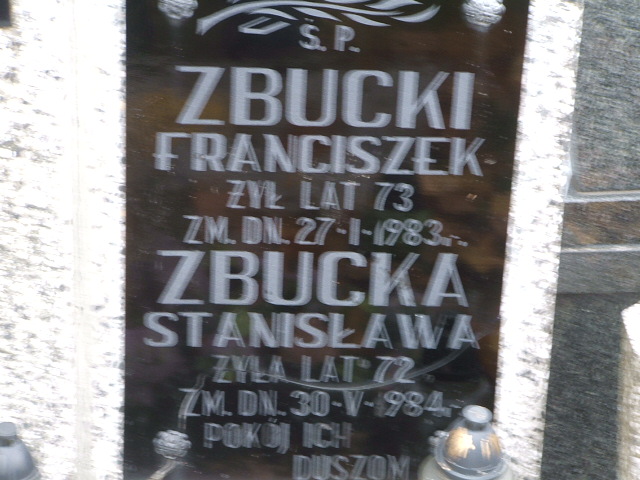 Ś. P.
ZBUCKI
FRANCISZEK
ŻYŁ LAT 73
ZM. DN. 27-I-1983.-.
ZBUCKA
STANISŁAWA
ŻYŁA LAT 72
ZM. DN. 30-V-1984.-.
POKÓJ ICH
DUSZOM